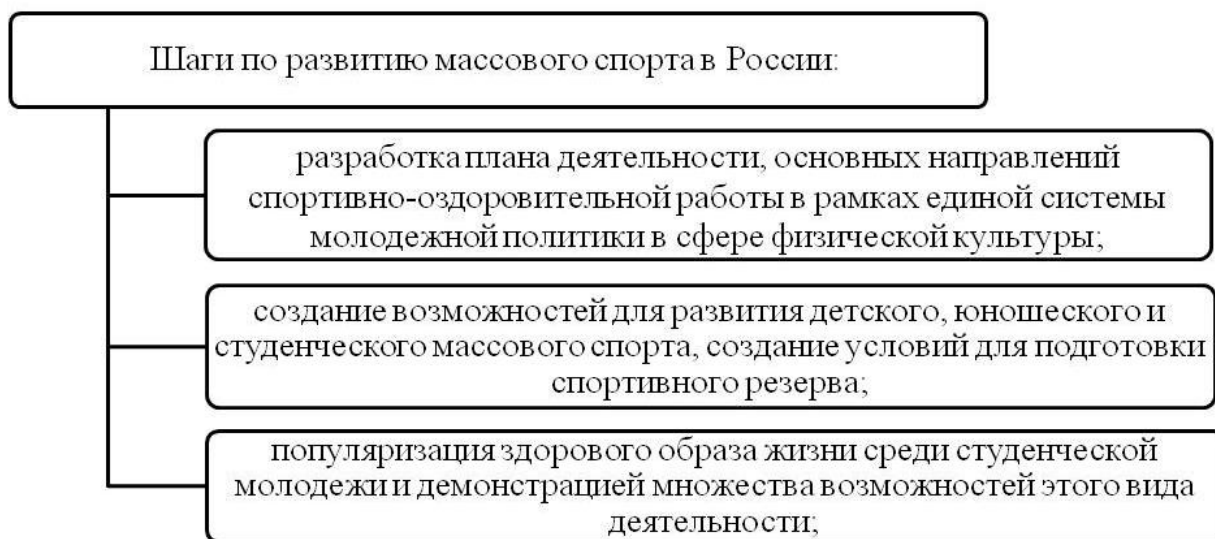 Шаги по развитию массового спорта в России:
разработка плана деятельности, основных направлений
спортивно-оздоровительной работы в рамках единой системы
молодежной политики в сфере физической культуры;
создание возможностей для развития детского, юношеского и
студенческого массового спорта, создание условий для подготовки
спортивного резерва;
популяризация здорового образа жизни среди студенческой
молодежи и демонстрацией множества возможностей этого вида
деятельности;